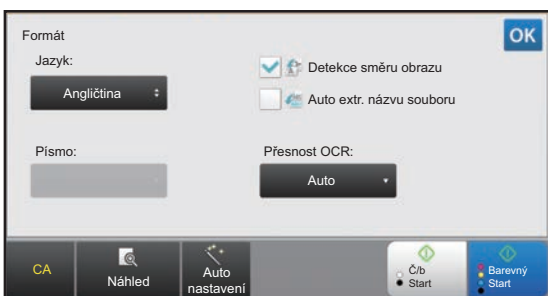 Formát
OK
Jazyk:
Angličtina
Detekce směru obrazu
Auto extr. názvu souboru
Písmo:
Přesnost OCR:
Auto
CA
Náhled
Auto
nastavení
Č/b
Start
Barevný
Start